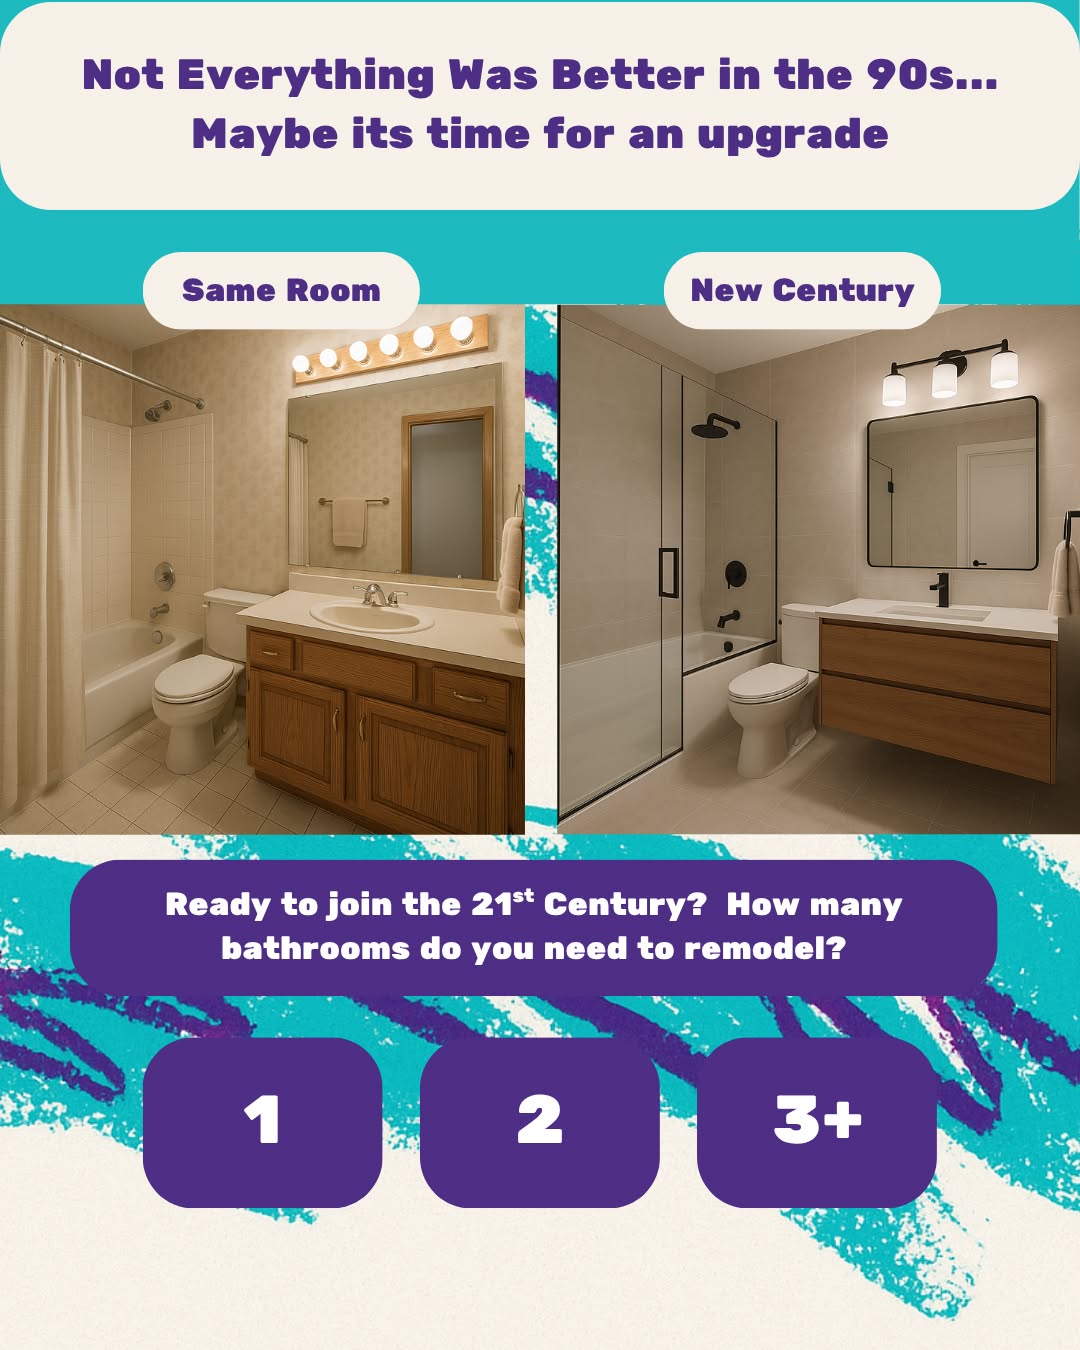 Not Everything Was Better in the 90s...
Maybe its time for an upgrade
Same Room
New Century
Ready to join the 21st Century?  How many
bathrooms do you need to remodel?
1
2
3+